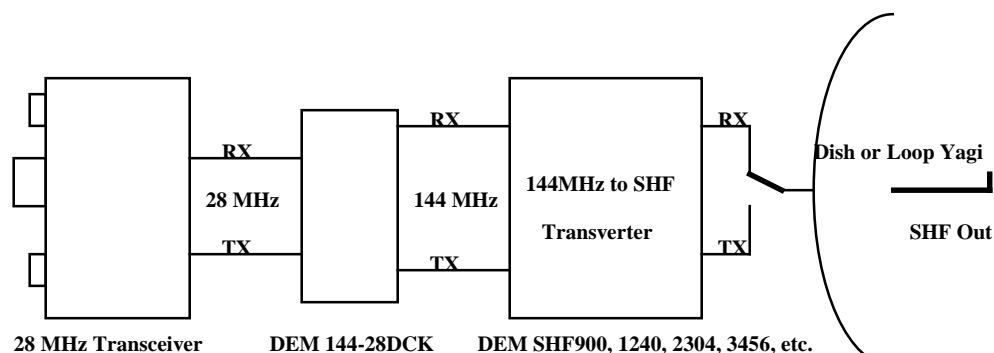 RX
RX
RX
Dish or Loop Yagi
28 MHz
144 MHz
144MHz to SHF
Transverter
SHF Out
TX
TX
TX
28 MHz Transceiver
DEM 144-28DCK
DEM SHF900, 1240, 2304, 3456, etc.